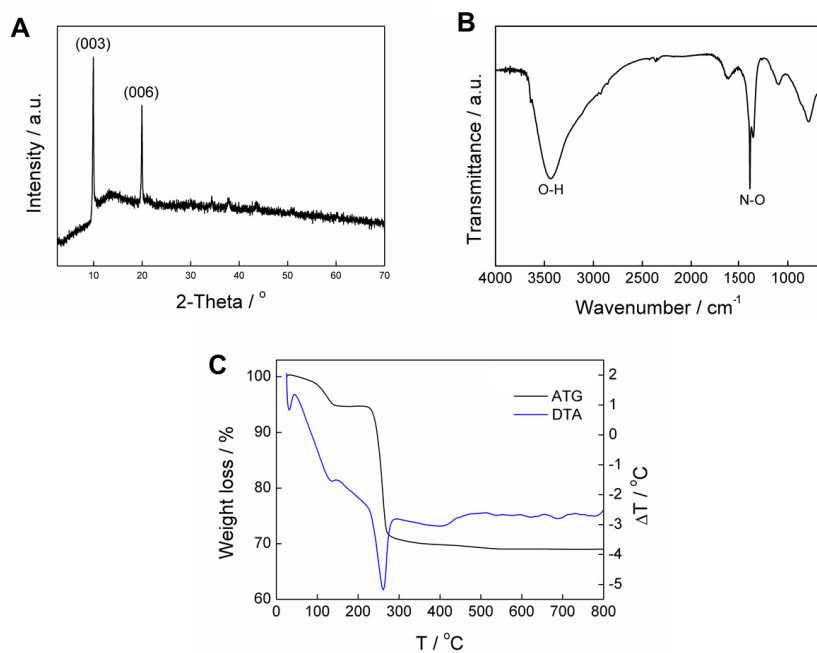 A
(003)
(006)
Intensity / a.u.
10 20 30 40 50 60 70
2-Theta / °
B
Transmittance / a.u.
O-H
N-O
4000 3500 3000 2500 2000 1500 1000
Wavenumber / cm⁻¹
C
100
90
80
70
60
Weight loss / %
ATG
DTA
2
1
0
-1
-2
-3
-4
-5
ΔT / °C
0 100 200 300 400 500 600 700 800
T / °C